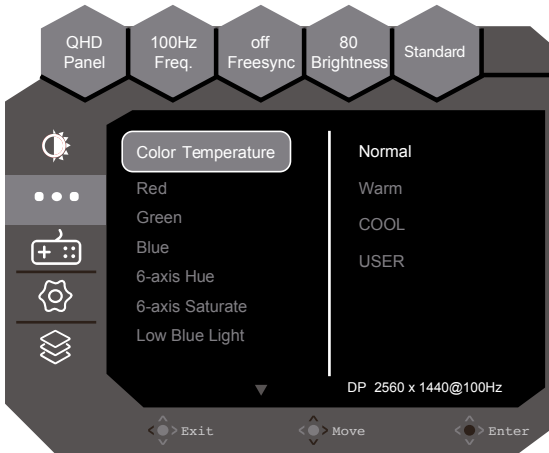 QHD
Panel
100Hz
Freq.
off
Freesync
80
Brightness
Standard
Color Temperature
Red
Green
Blue
6-axis Hue
6-axis Saturate
Low Blue Light
Normal
Warm
COOL
USER
DP 2560 x 1440@100Hz
Exit
Move
Enter